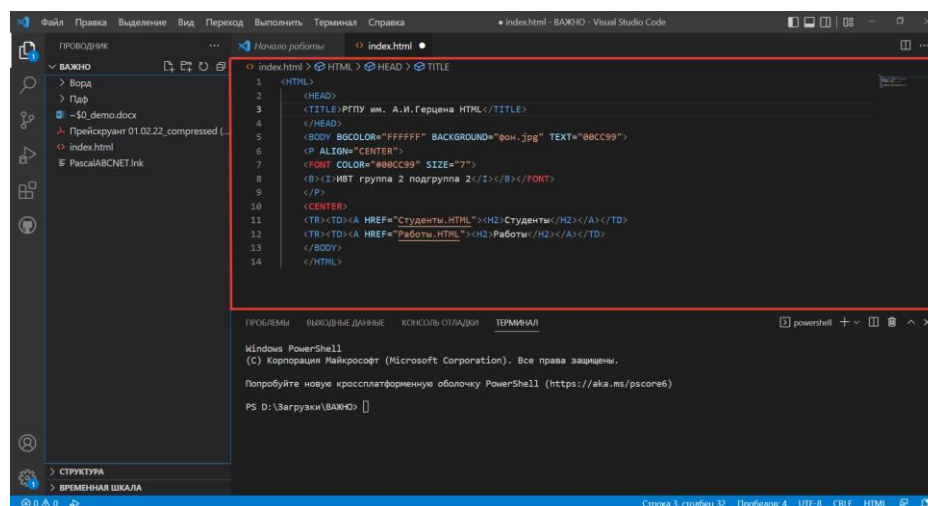 Файл Правка Выделение Вид Переход Выполнить Терминал Справка
● index.html - ВАЖНО - Visual Studio Code
ПРОВОДНИК
ВАЖНО
Ворд
Пдф
~$0_demo.docx
Прейскруант 01.02.22_compressed (...
index.html
PascalABCNET.lnk
СТРУКТУРА
ВРЕМЕННАЯ ШКАЛА
Начало работы
index.html ●
index.html > HTML > HEAD > TITLE
1 <HTML>
2 <HEAD>
3 <TITLE>РГПУ им. А.И.Герцена HTML</TITLE>
4 </HEAD>
5 <BODY BGCOLOR="FFFFFF" BACKGROUND="фон.jpg" TEXT="00CC99">
6 <P ALIGN="CENTER">
7 <FONT COLOR="#00CC99" SIZE="7">
8 <B><I>ИВТ группа 2 подгруппа 2</I></B></FONT>
9 </P>
10 <CENTER>
11 <TR><TD><A HREF="Студенты.HTML"><H2>Студенты</H2></A></TD>
12 <TR><TD><A HREF="Работы.HTML"><H2>Работы</H2></A></TD>
13 </BODY>
14 </HTML>
ПРОБЛЕМЫ ВЫХОДНЫЕ ДАННЫЕ КОНСОЛЬ ОТЛАДКИ ТЕРМИНАЛ
powershell
Windows PowerShell
(C) Корпорация Майкрософт (Microsoft Corporation). Все права защищены.
Попробуйте новую кроссплатформенную оболочку PowerShell (https://aka.ms/pscore6)
PS D:\Загрузки\ВАЖНО>
0 0
Строка 3, столбец 32 Пробелов: 4 UTF-8 CRLF HTML